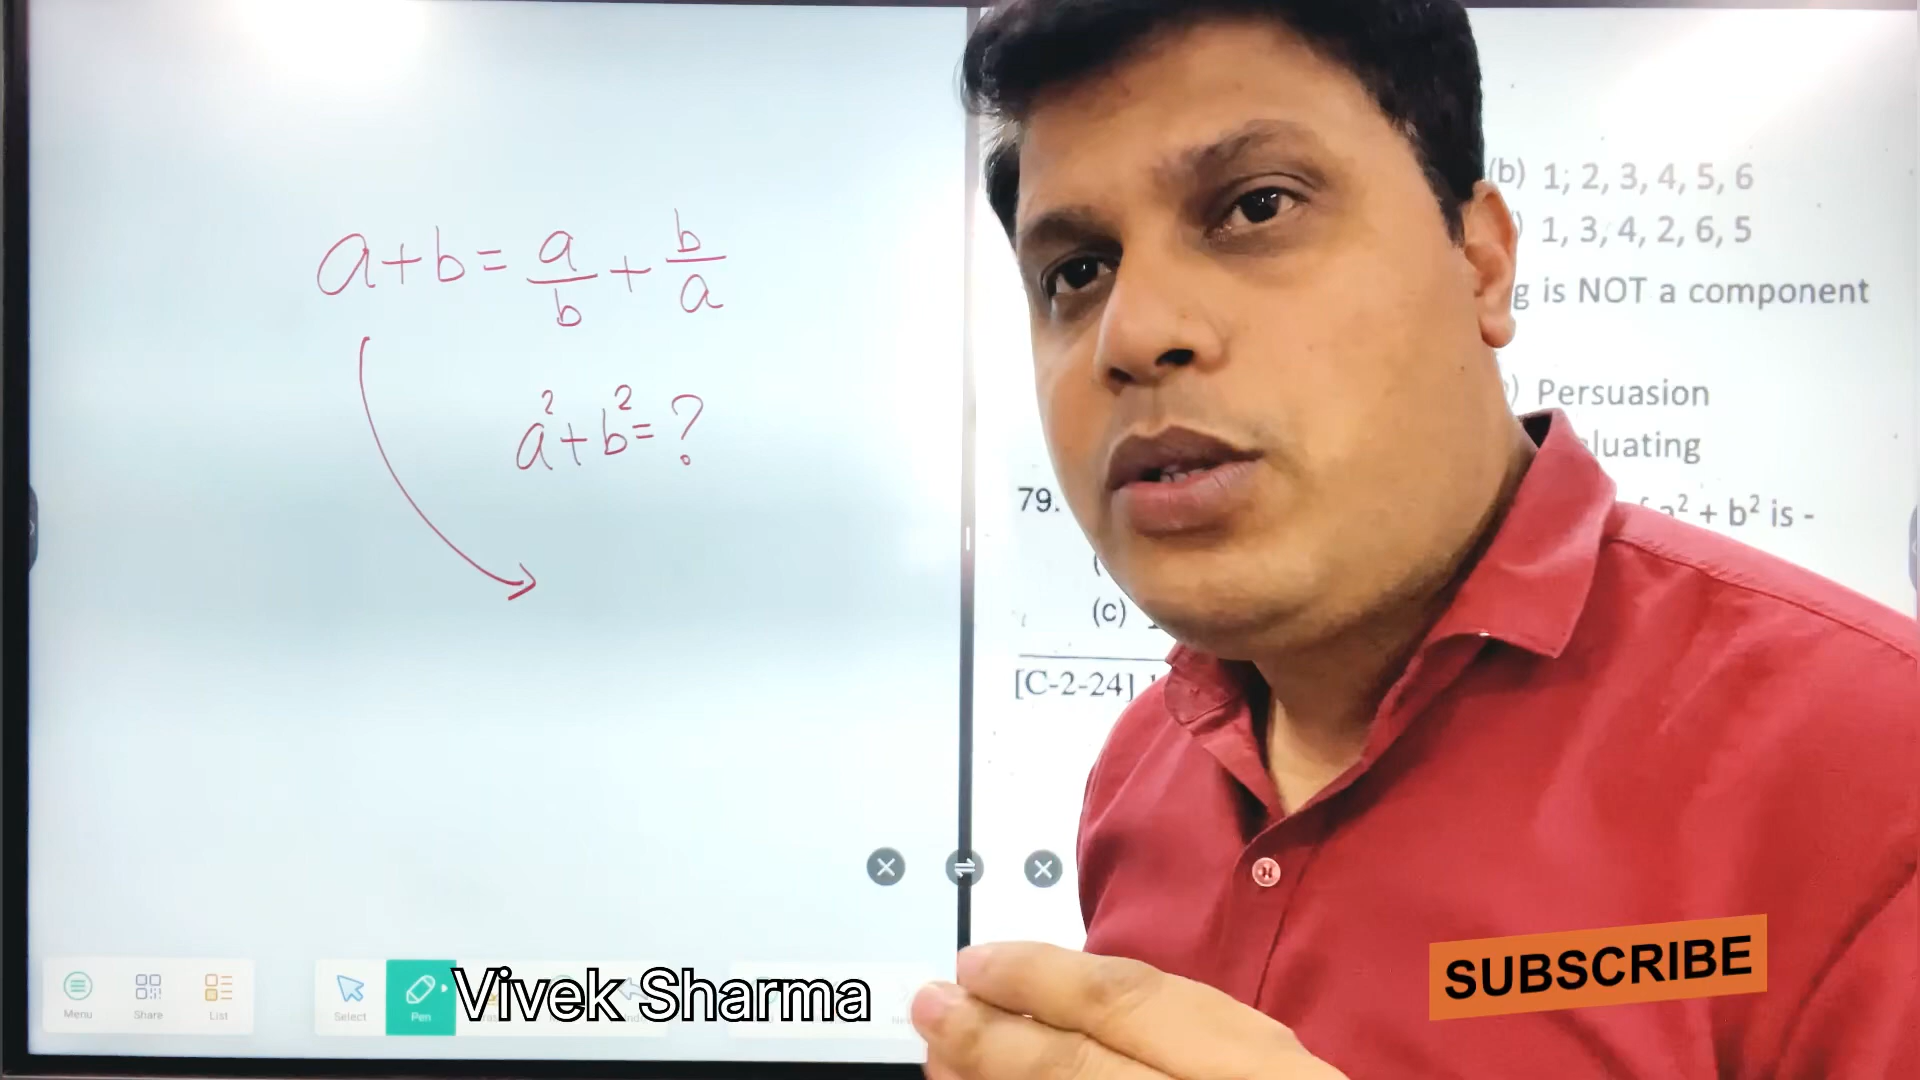 a+b = a/b + b/a
a²+b² = ?
(b) 1; 2, 3, 4, 5, 6
) 1, 3, 4, 2, 6, 5
g is NOT a component
) Persuasion
luating
79.
a² + b² is -
(c)
[C-2-24]
Menu
Share
List
Select
Pen
Vivek Sharma
SUBSCRIBE